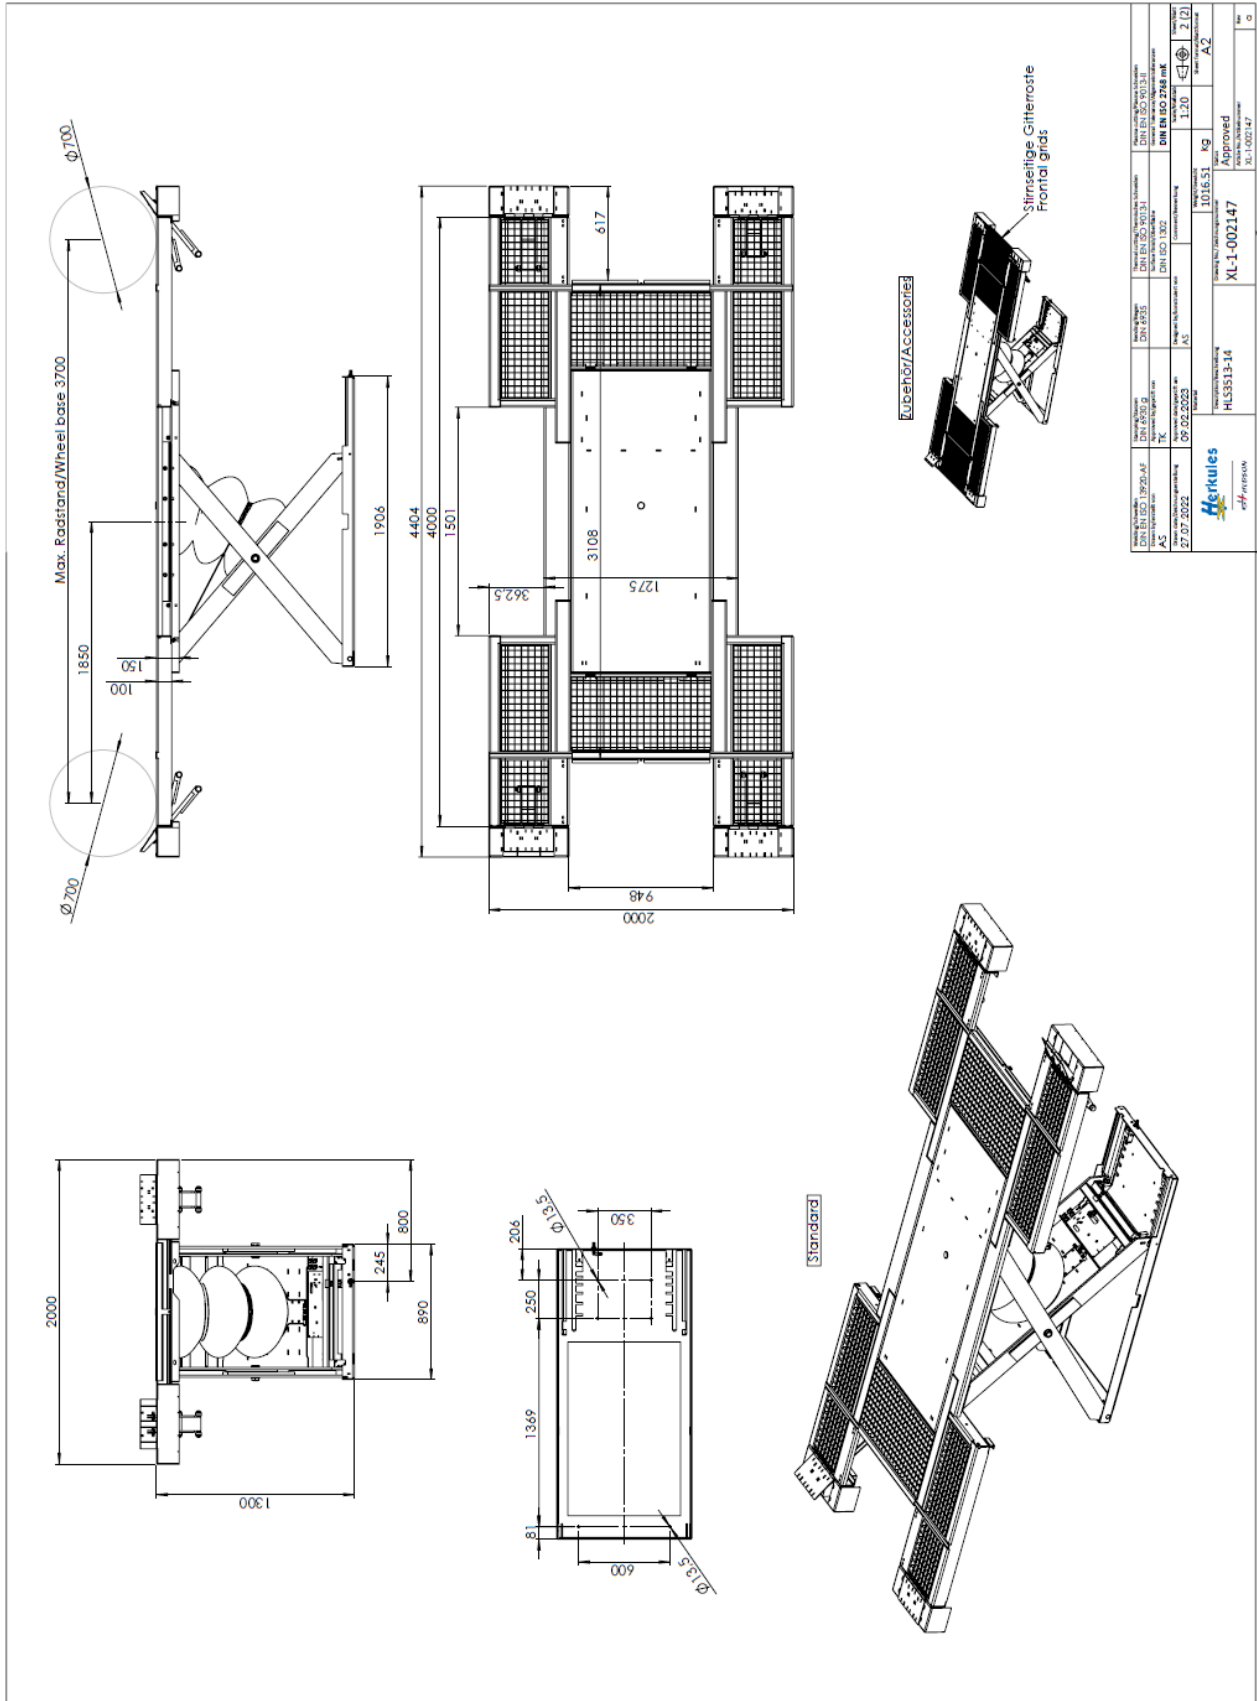 Max. Radstand/Wheel base 3700
1850
150
100
Ø700
Ø700
1906
4404
4000
1501
3108
617
362,5
1275
948
2000
2000
1300
800
245
890
206
250
1369
81
350
600
Ø13,5
Ø13,5
Zubehör/Accessories
Stirnseitige Gitterroste
Frontal grids
Standard
DIN EN ISO 13920-AF
DIN 6930 g
DIN 6935
DIN EN ISO 9013-I
DIN EN ISO 9013-II
AS
TK
DIN ISO 1302
DIN EN ISO 2768 mK
27.07.2022
09.02.2023
AS
1:20
2 (2)
Herkules
HEDSON
HLS3513-14
1016.51 kg
A2
XL-1-002147
Approved
XL-1-002147